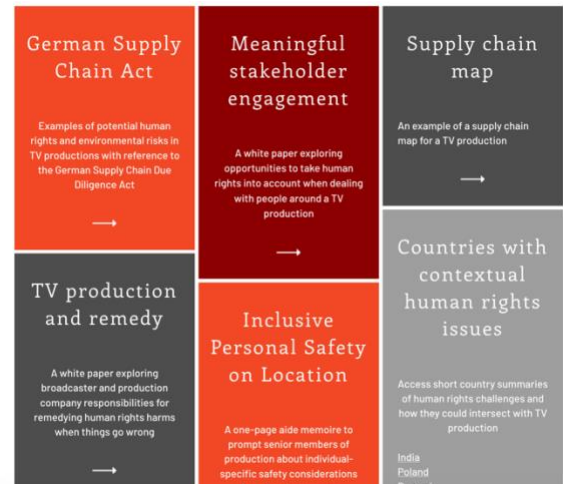 German Supply
Chain Act
Examples of potential human
rights and environmental risks in
TV productions with reference to
the German Supply Chain Due
Diligence Act
Meaningful
stakeholder
engagement
A white paper exploring
opportunities to take human
rights into account when dealing
with people around a TV
production
Supply chain
map
An example of a supply chain
map for a TV production
TV production
and remedy
A white paper exploring
broadcaster and production
company responsibilities for
remedying human rights harms
when things go wrong
Inclusive
Personal Safety
on Location
A one-page aide memoire to
prompt senior members of
production about individual-
specific safety considerations
Countries with
contextual
human rights
issues
Access short country summaries
of human rights challenges and
how they could intersect with TV
production
India
Poland